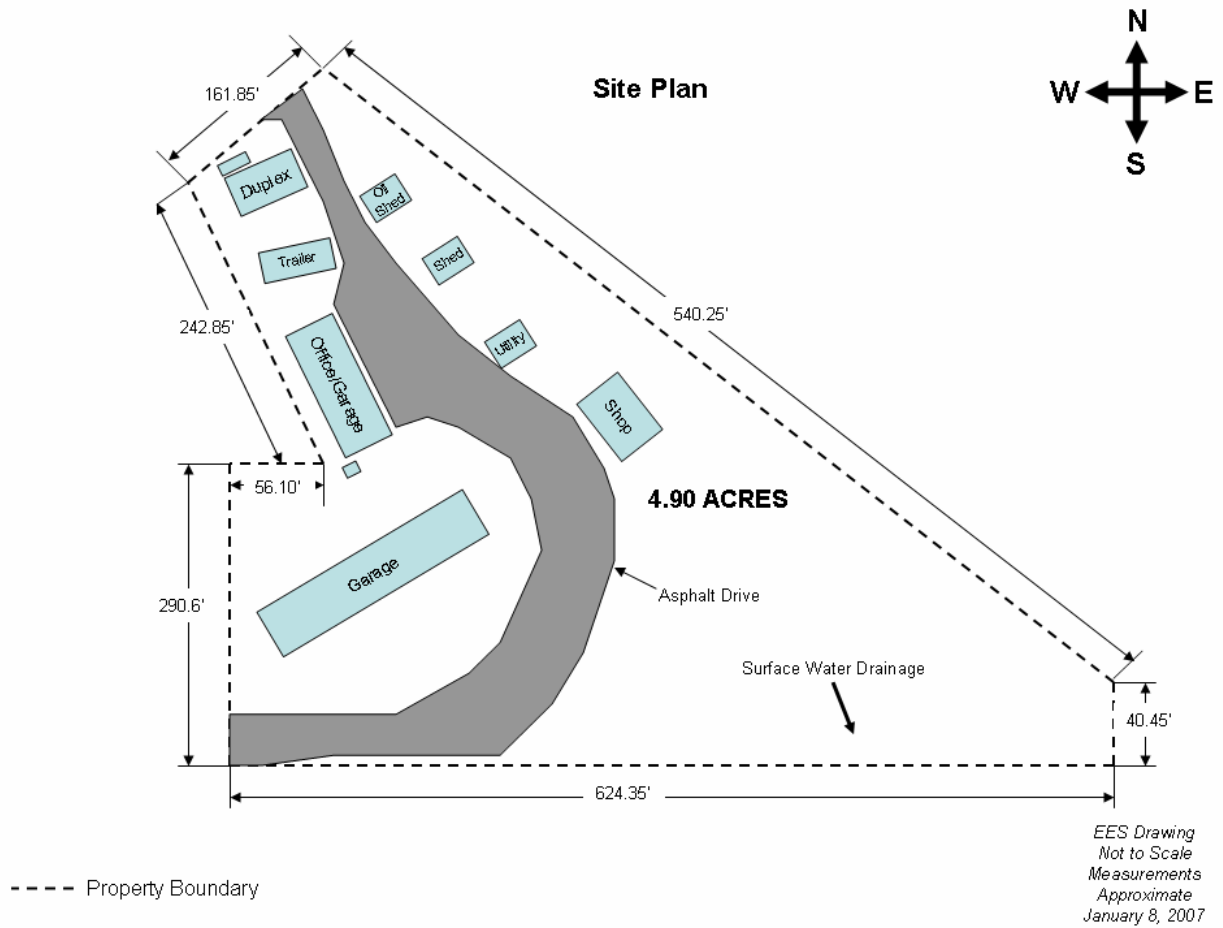 N
Site Plan
W E
S
161.85'
Duplex
Oil
Shed
Trailer
Shed
242.85'
540.25'
Utility
Office/Garage
Shop
56.10'
4.90 ACRES
Garage
290.6'
Asphalt Drive
Surface Water Drainage
40.45'
624.35'
EES Drawing
Not to Scale
Measurements
Approximate
January 8, 2007
Property Boundary